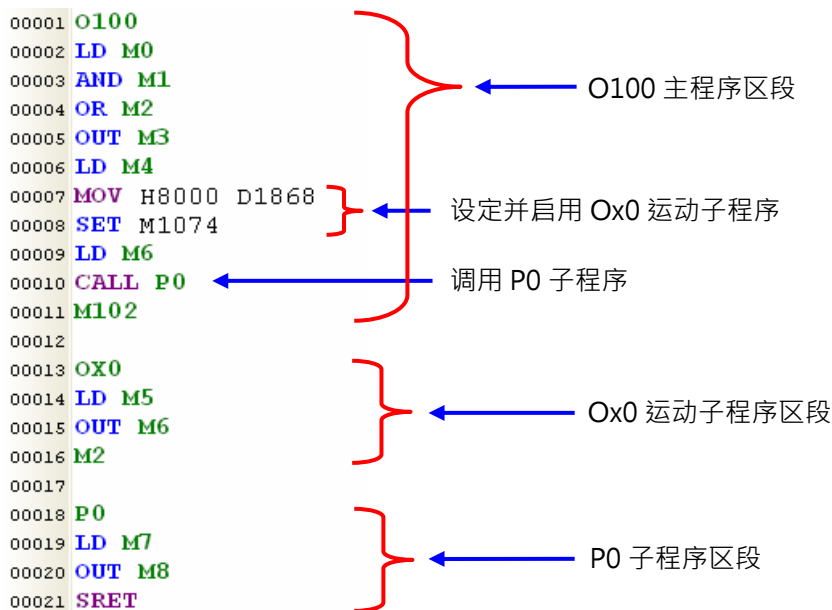 00001 O100
00002 LD M0
00003 AND M1
00004 OR M2
00005 OUT M3
00006 LD M4
00007 MOV H8000 D1868
00008 SET M1074
00009 LD M6
00010 CALL P0
00011 M102
00012
00013 OX0
00014 LD M5
00015 OUT M6
00016 M2
00017
00018 P0
00019 LD M7
00020 OUT M8
00021 SRET
O100 主程序区段
设定并启用 Ox0 运动子程序
调用 P0 子程序
Ox0 运动子程序区段
P0 子程序区段